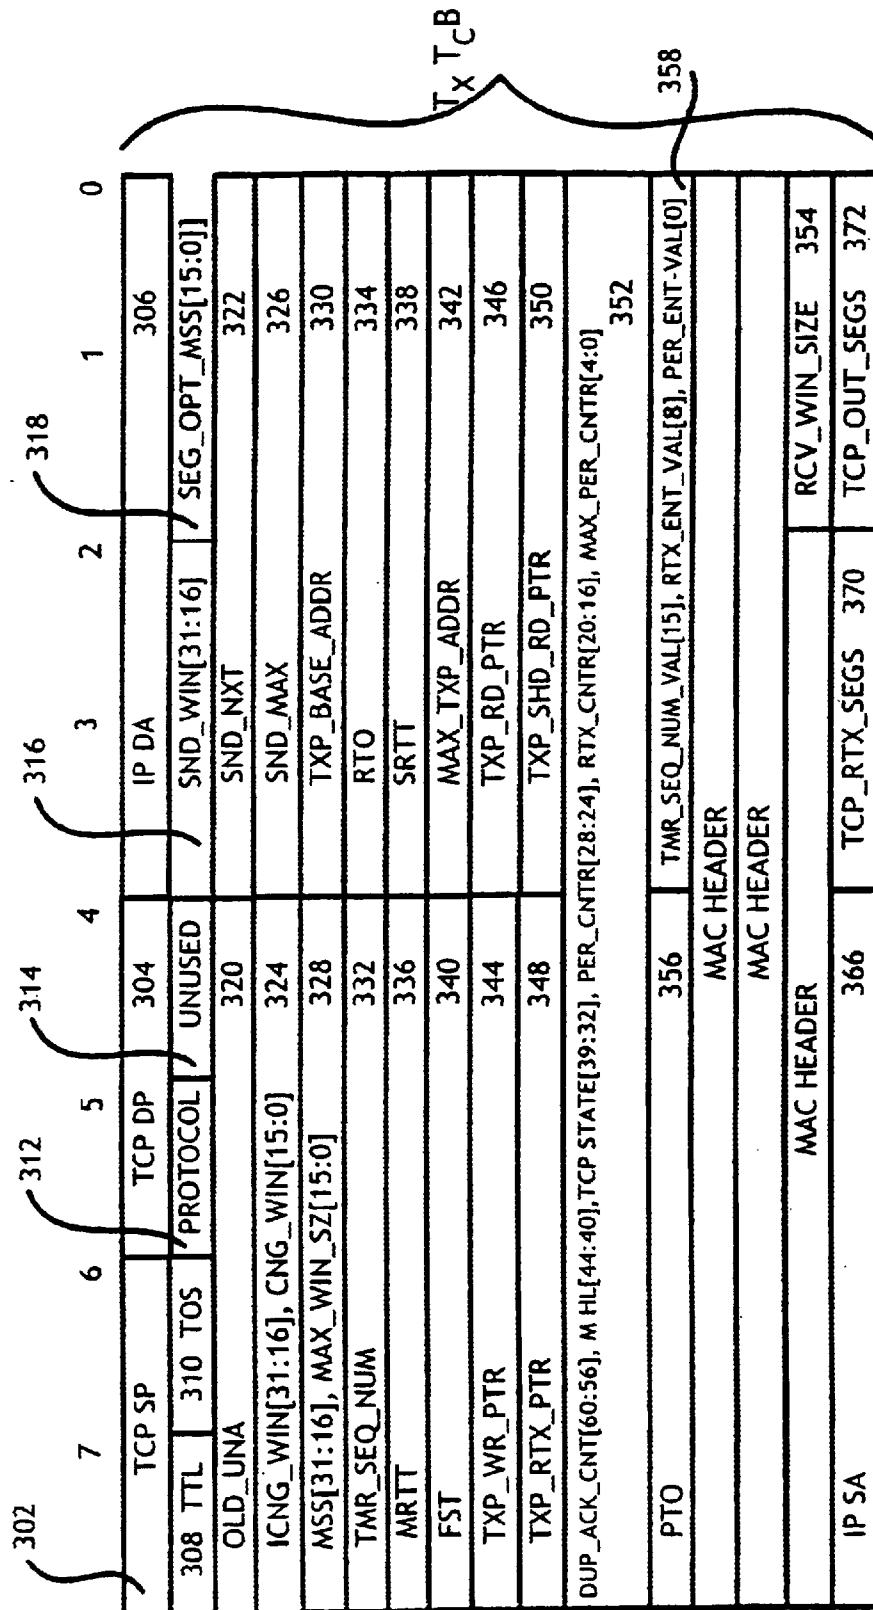 302
312
314
316
318
7 6 5 4 3 2 1 0
TCP SP TCP DP 304 IP DA 306
308 TTL 310 TOS PROTOCOL UNUSED SND_WIN[31:16] SEG_OPT_MSS[15:0]]
OLD_UNA 320 SND_NXT 322
ICNG_WIN[31:16], CNG_WIN[15:0] 324 SND_MAX 326
MSS[31:16], MAX_WIN_SZ[15:0] 328 TXP_BASE_ADDR 330
TMR_SEQ_NUM 332 RTO 334
MRTT 336 SRTT 338
FST 340 MAX_TXP_ADDR 342
TXP_WR_PTR 344 TXP_RD_PTR 346
TXP_RTX_PTR 348 TXP_SHD_RD_PTR 350
DUP_ACK_CNT[60:56], M HL[44:40],TCP STATE[39:32], PER_CNTR[28:24], RTX_CNTR[20:16], MAX_PER_CNTR[4:0]
352
PTO 356 TMR_SEQ_NUM_VAL[15], RTX_ENT_VAL[8], PER_ENT-VAL[0]
358
MAC HEADER
MAC HEADER
MAC HEADER RCV_WIN_SIZE 354
IP SA 366 TCP_RTX_SEGS 370 TCP_OUT_SEGS 372
TX TCB